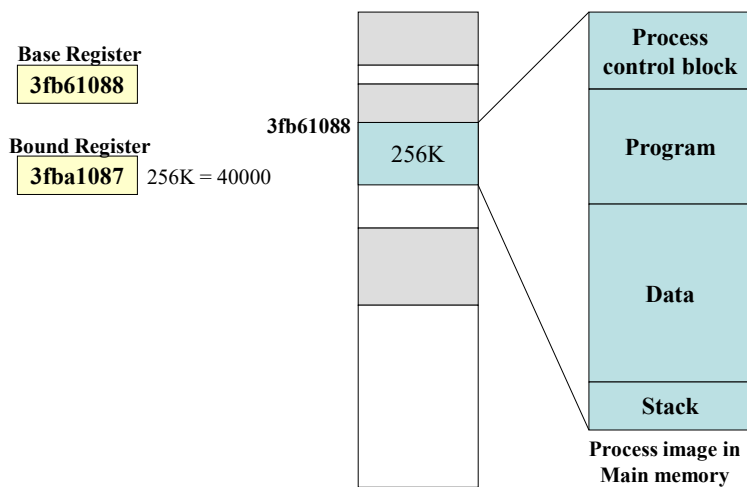 Base Register
3fb61088
Bound Register
3fba1087
256K = 40000
3fb61088
256K
Process
control block
Program
Data
Stack
Process image in
Main memory